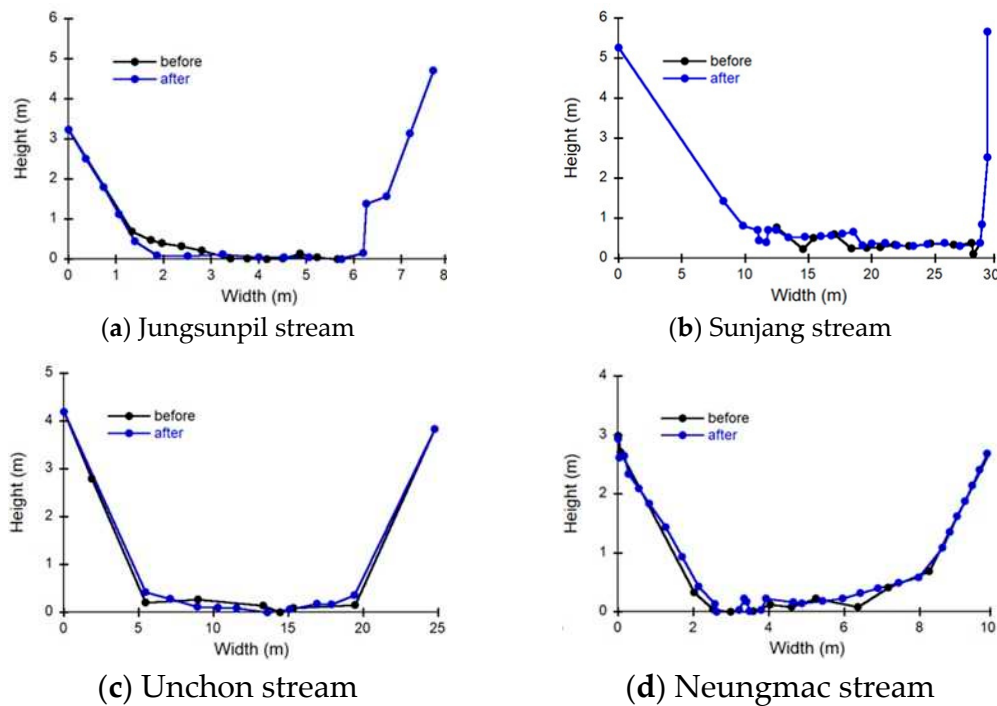 6
5
4
3
2
1
0
Height (m)
before
after
0 1 2 3 4 5 6 7 8
Width (m)
(a) Jungsunpil stream
6
5
4
3
2
1
0
Height (m)
before
after
0 5 10 15 20 25 30
Width (m)
(b) Sunjang stream
5
4
3
2
1
0
Height (m)
before
after
0 5 10 15 20 25
Width (m)
(c) Unchon stream
4
3
2
1
0
Height (m)
before
after
0 2 4 6 8 10
Width (m)
(d) Neungmac stream